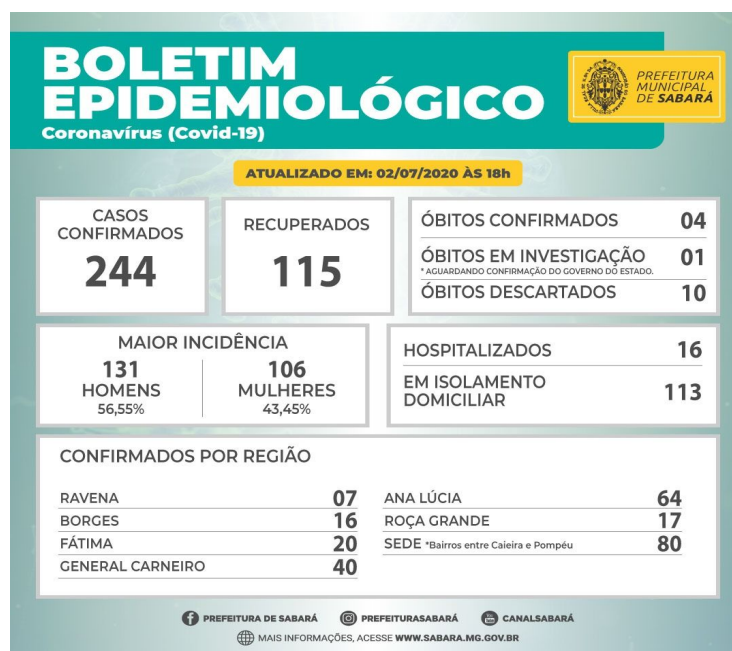 BOLETIM
EPIDEMIOLÓGICO
Coronavírus (Covid-19)
PREFEITURA
MUNICIPAL
DE SABARÁ
ATUALIZADO EM: 02/07/2020 ÀS 18h
CASOS
CONFIRMADOS
244
RECUPERADOS
115
ÓBITOS CONFIRMADOS 04
ÓBITOS EM INVESTIGAÇÃO 01
* AGUARDANDO CONFIRMAÇÃO DO GOVERNO DO ESTADO.
ÓBITOS DESCARTADOS 10
MAIOR INCIDÊNCIA
131
HOMENS
56,55%
106
MULHERES
43,45%
HOSPITALIZADOS 16
EM ISOLAMENTO
DOMICILIAR 113
CONFIRMADOS POR REGIÃO
RAVENA 07
BORGES 16
FÁTIMA 20
GENERAL CARNEIRO 40
ANA LÚCIA 64
ROÇA GRANDE 17
SEDE *Bairros entre Caieira e Pompéu 80
PREFEITURA DE SABARÁ PREFEITURASABARÁ CANALSABARÁ
MAIS INFORMAÇÕES, ACESSE WWW.SABARA.MG.GOV.BR